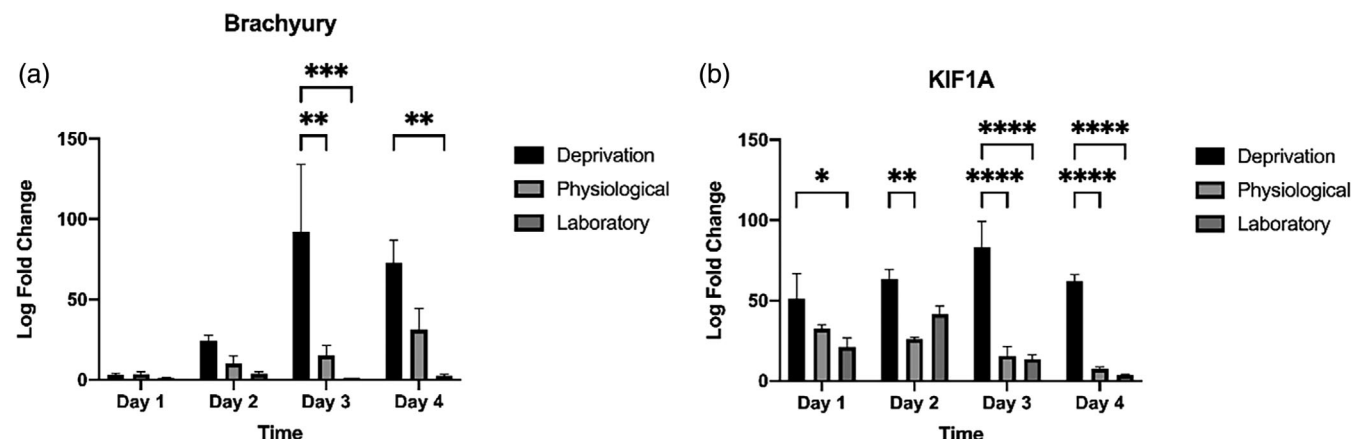 Brachyury
(a)
***
**
**
150
100
50
0
Log Fold Change
Day 1
Day 2
Day 3
Day 4
Time
Deprivation
Physiological
Laboratory
(b)
KIF1A
*
**
****
****
****
****
150
100
50
0
Log Fold Change
Day 1
Day 2
Day 3
Day 4
Time
Deprivation
Physiological
Laboratory